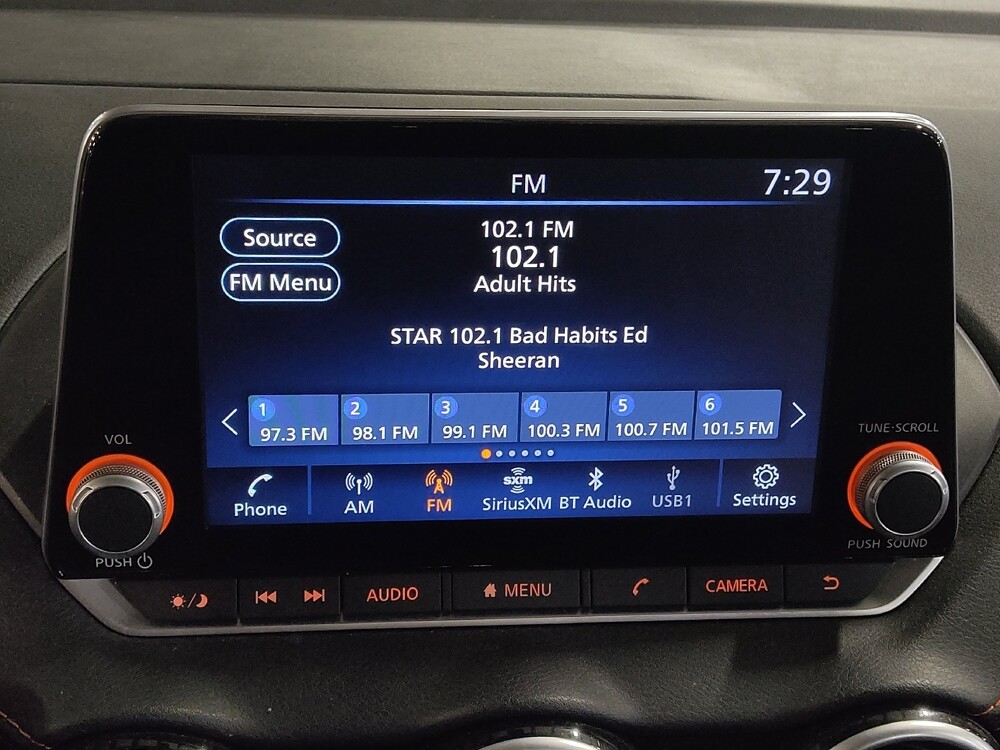 FM
7:29
Source
FM Menu
102.1 FM
102.1
Adult Hits
STAR 102.1 Bad Habits Ed
Sheeran
1 2 3 4 5 6
97.3 FM 98.1 FM 99.1 FM 100.3 FM 100.7 FM 101.5 FM
VOL
TUNE·SCROLL
sxm
Phone AM FM SiriusXM BT Audio USB1 Settings
PUSH
PUSH SOUND
AUDIO MENU CAMERA